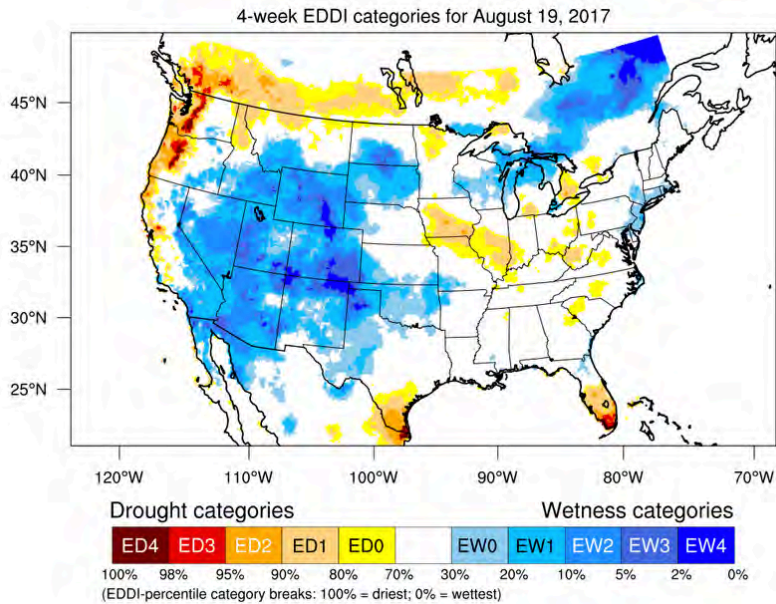 4-week EDDI categories for August 19, 2017
45°N
40°N
35°N
30°N
25°N
120°W 110°W 100°W 90°W 80°W 70°W
Drought categories Wetness categories
ED4 ED3 ED2 ED1 ED0 EW0 EW1 EW2 EW3 EW4
100% 98% 95% 90% 80% 70% 30% 20% 10% 5% 2% 0%
(EDDI-percentile category breaks: 100% = driest; 0% = wettest)